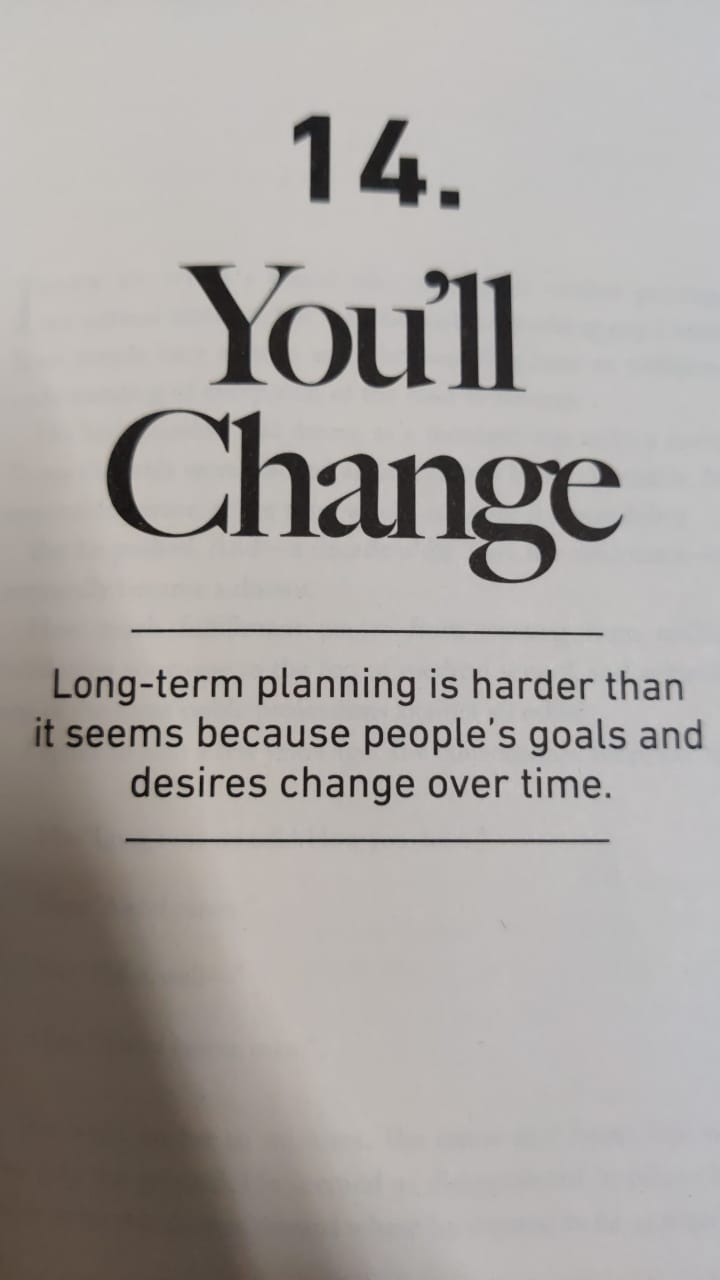 14.
You'll
Change
Long-term planning is harder than
it seems because people's goals and
desires change over time.